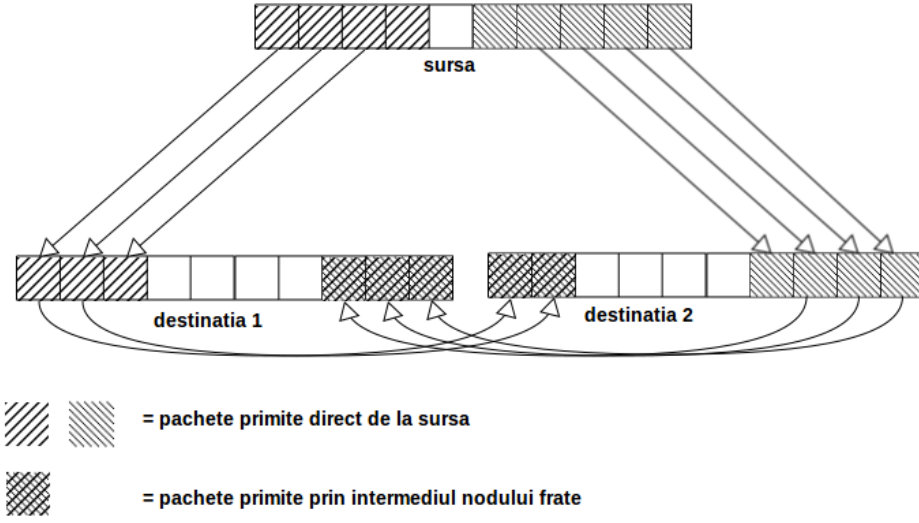 sursa
destinatia 1
destinatia 2
= pachete primite direct de la sursa
= pachete primite prin intermediul nodului frate